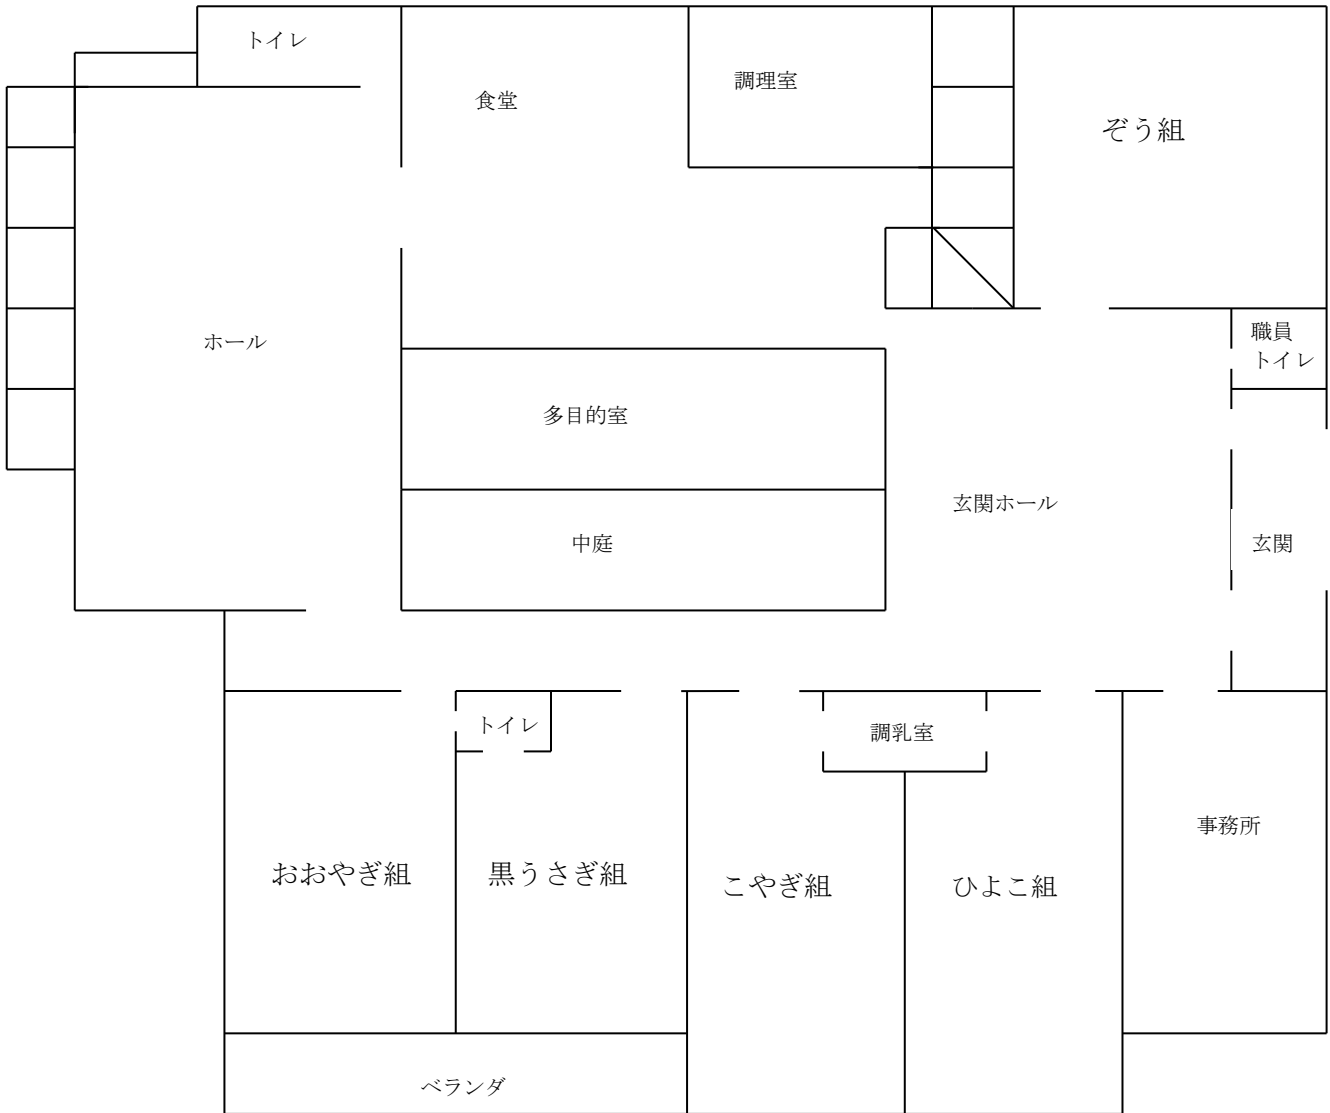 トイレ
食堂
調理室
ぞう組
職員
トイレ
ホール
多目的室
玄関ホール
中庭
玄関
トイレ
調乳室
事務所
おおやぎ組
黒うさぎ組
こやぎ組
ひよこ組
ベランダ